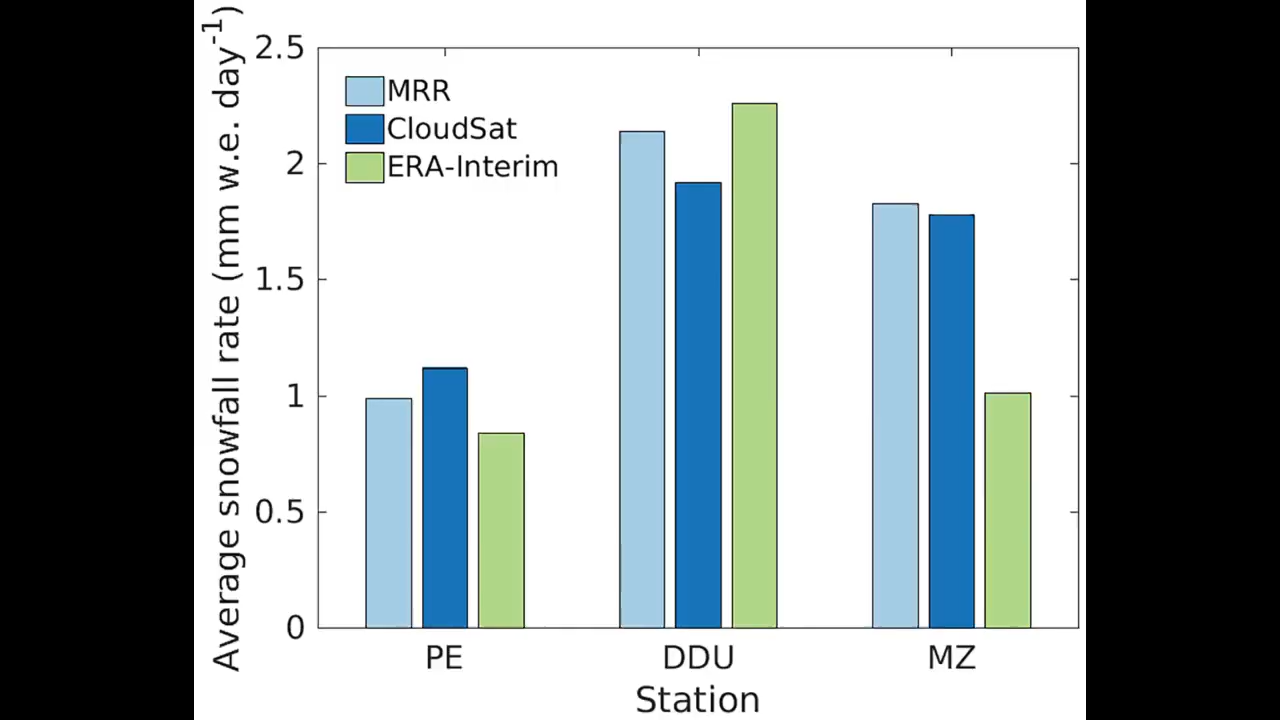 Average snowfall rate (mm w.e. day-1)
2.5
2
1.5
1
0.5
0
MRR
CloudSat
ERA-Interim
PE DDU MZ
Station